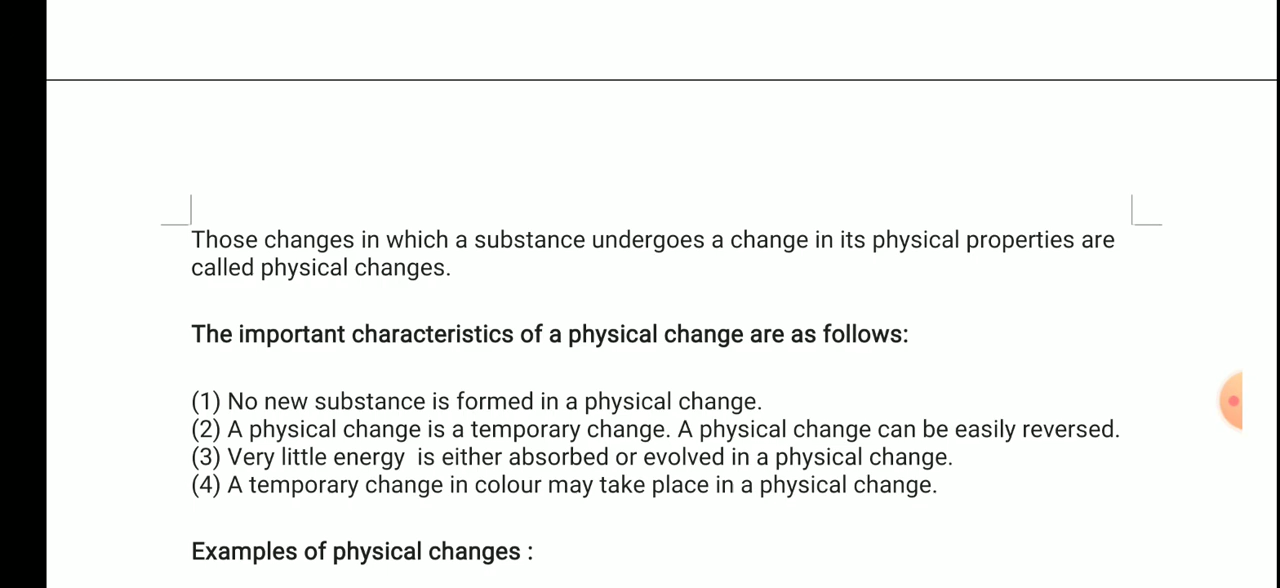 Those changes in which a substance undergoes a change in its physical properties are
called physical changes.
The important characteristics of a physical change are as follows:
(1) No new substance is formed in a physical change.
(2) A physical change is a temporary change. A physical change can be easily reversed.
(3) Very little energy  is either absorbed or evolved in a physical change.
(4) A temporary change in colour may take place in a physical change.
Examples of physical changes :